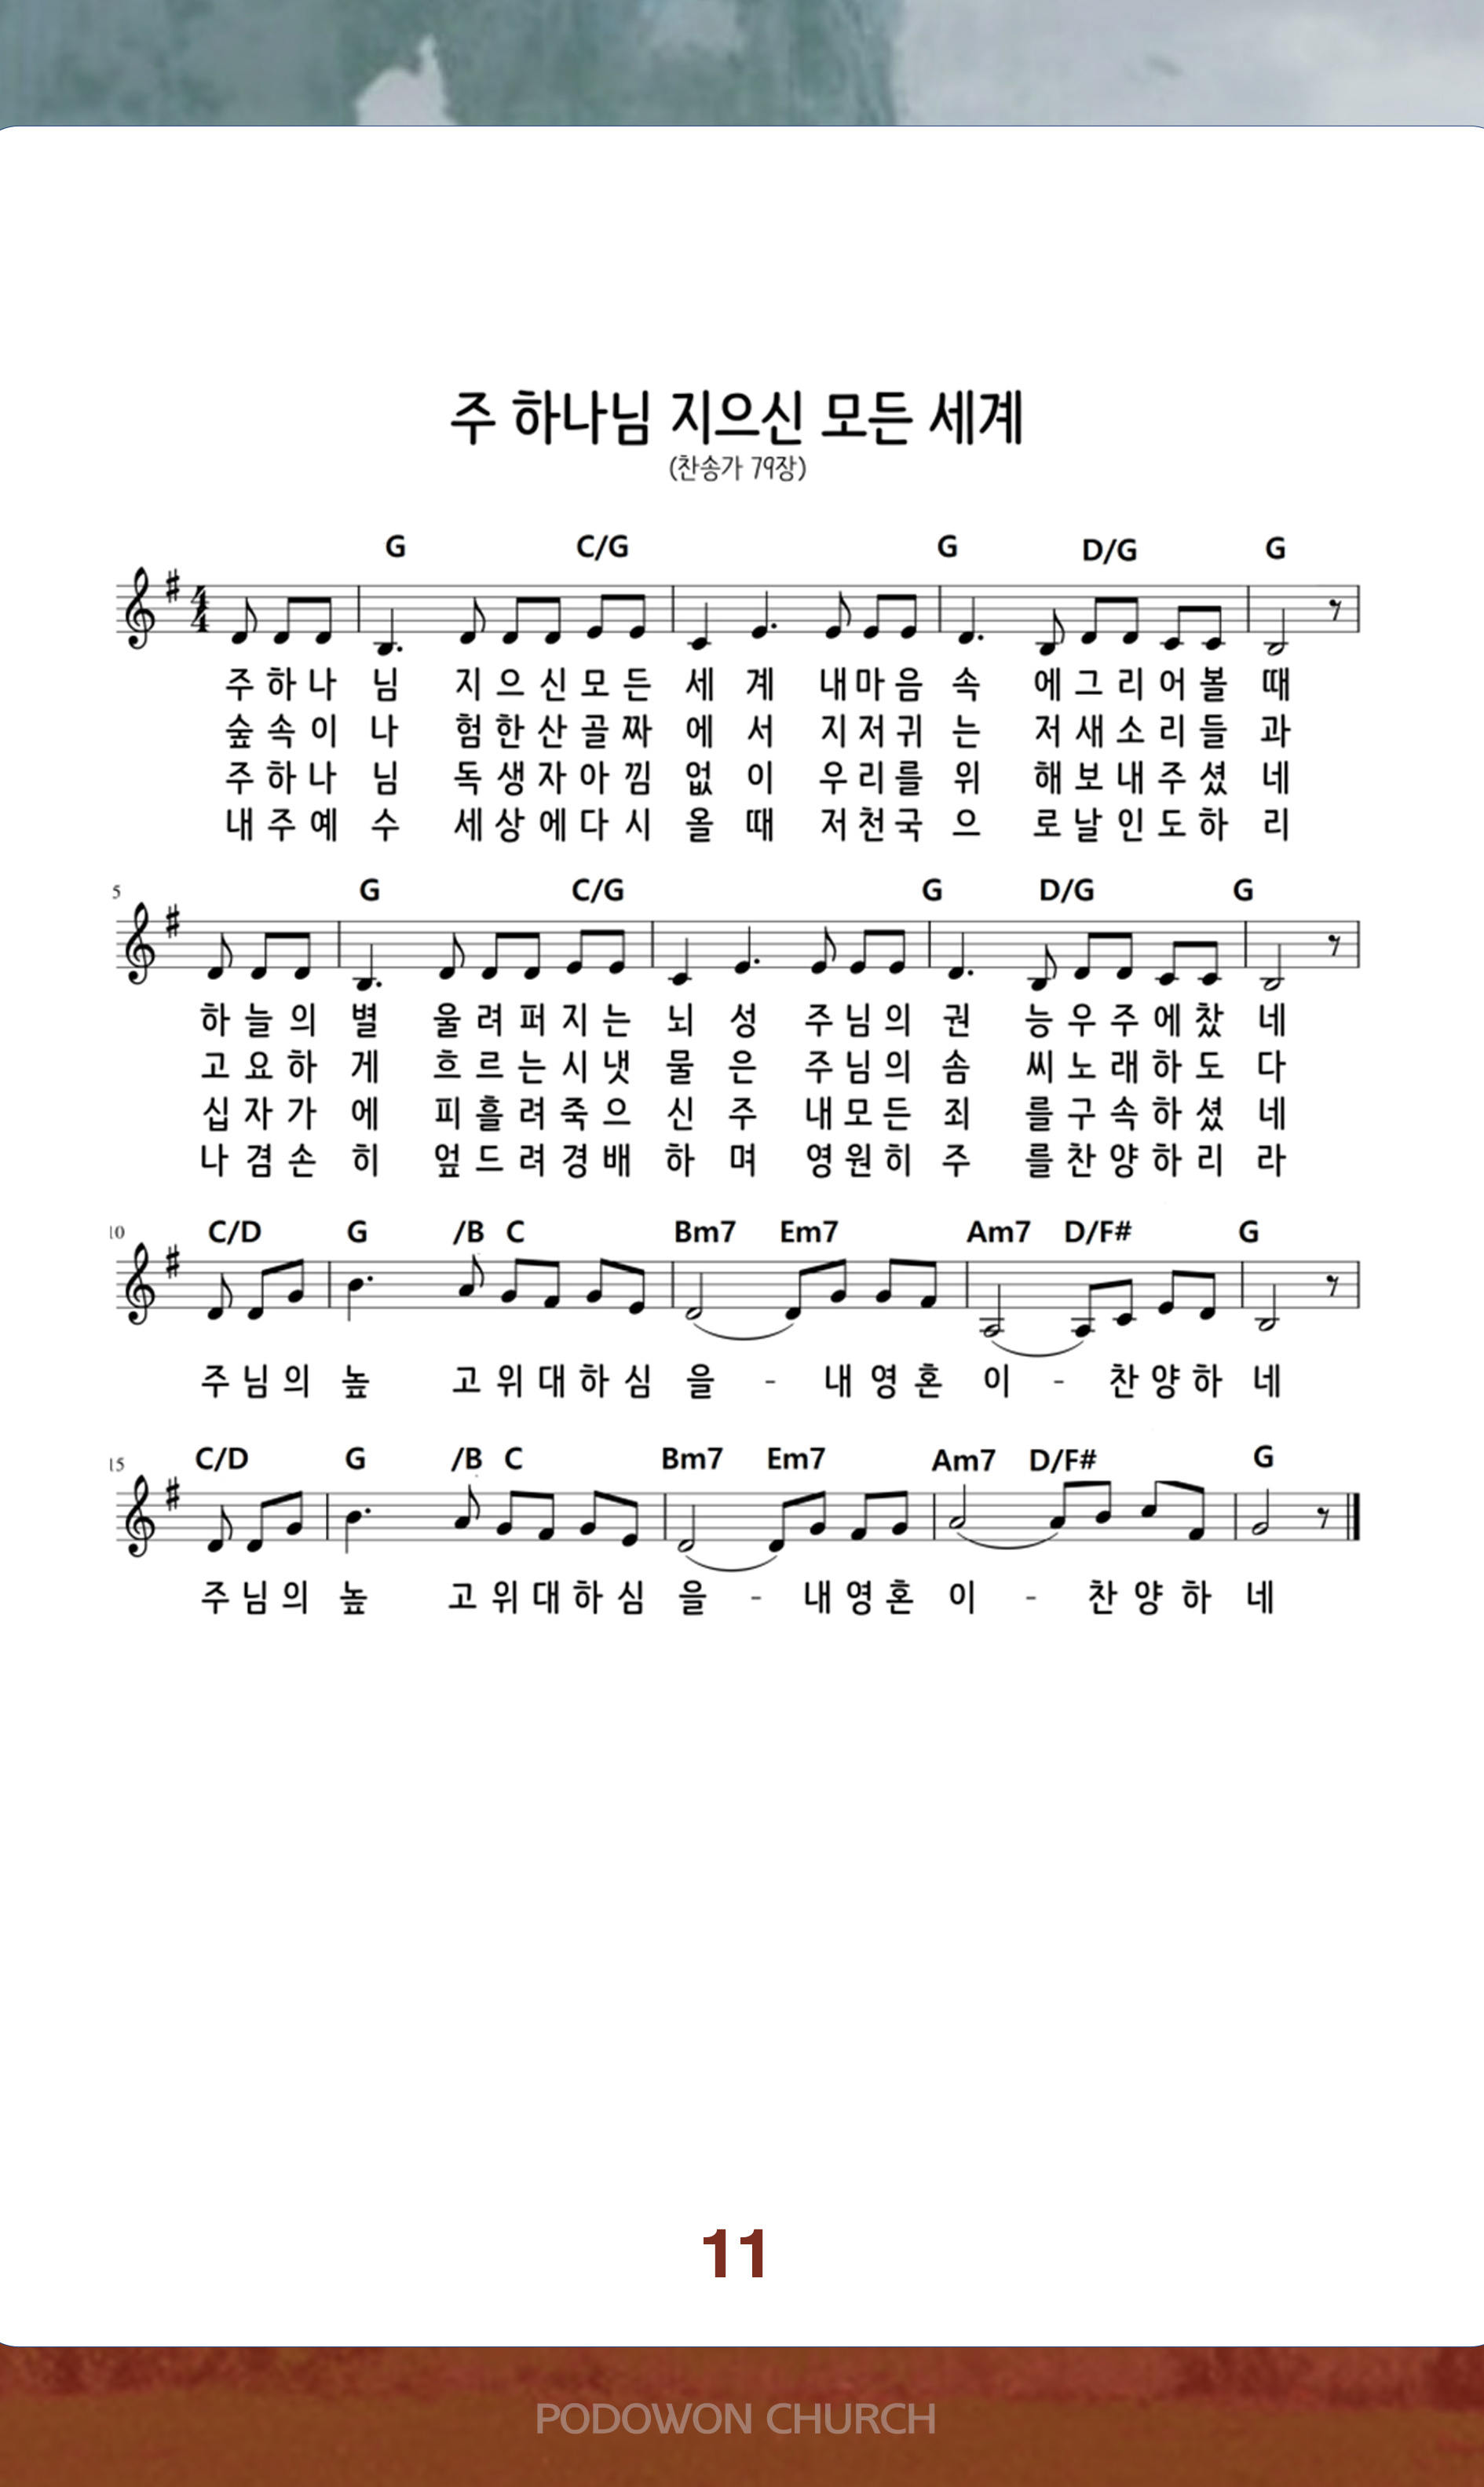 주 하나님 지으신 모든 세계
(찬송가 79장)
G C/G G D/G G
4 4
주 하 나 님 지 으 신 모 든 세 계 내 마 음 속 에 그 리 어 볼 때
숲 속 이 나 험 한 산 골 짜 에 서 지 저 귀 는 저 새 소 리 들 과
주 하 나 님 독 생 자 아 낌 없 이 우 리 를 위 해 보 내 주 셨 네
내 주 예 수 세 상 에 다 시 올 때 저 천 국 으 로 날 인 도 하 리
5 G C/G G D/G G
하 늘 의 별 울 려 퍼 지 는 뇌 성 주 님 의 권 능 우 주 에 찼 네
고 요 하 게 흐 르 는 시 냇 물 은 주 님 의 솜 씨 노 래 하 도 다
십 자 가 에 피 흘 려 죽 으 신 주 내 모 든 죄 를 구 속 하 셨 네
나 겸 손 히 엎 드 려 경 배 하 며 영 원 히 주 를 찬 양 하 리 라
10 C/D G /B C Bm7 Em7 Am7 D/F# G
주 님 의 높 고 위 대 하 심 을 - 내 영 혼 이 - 찬 양 하 네
15 C/D G /B C Bm7 Em7 Am7 D/F# G
주 님 의 높 고 위 대 하 심 을 - 내 영 혼 이 - 찬 양 하 네
11
PODOWON CHURCH